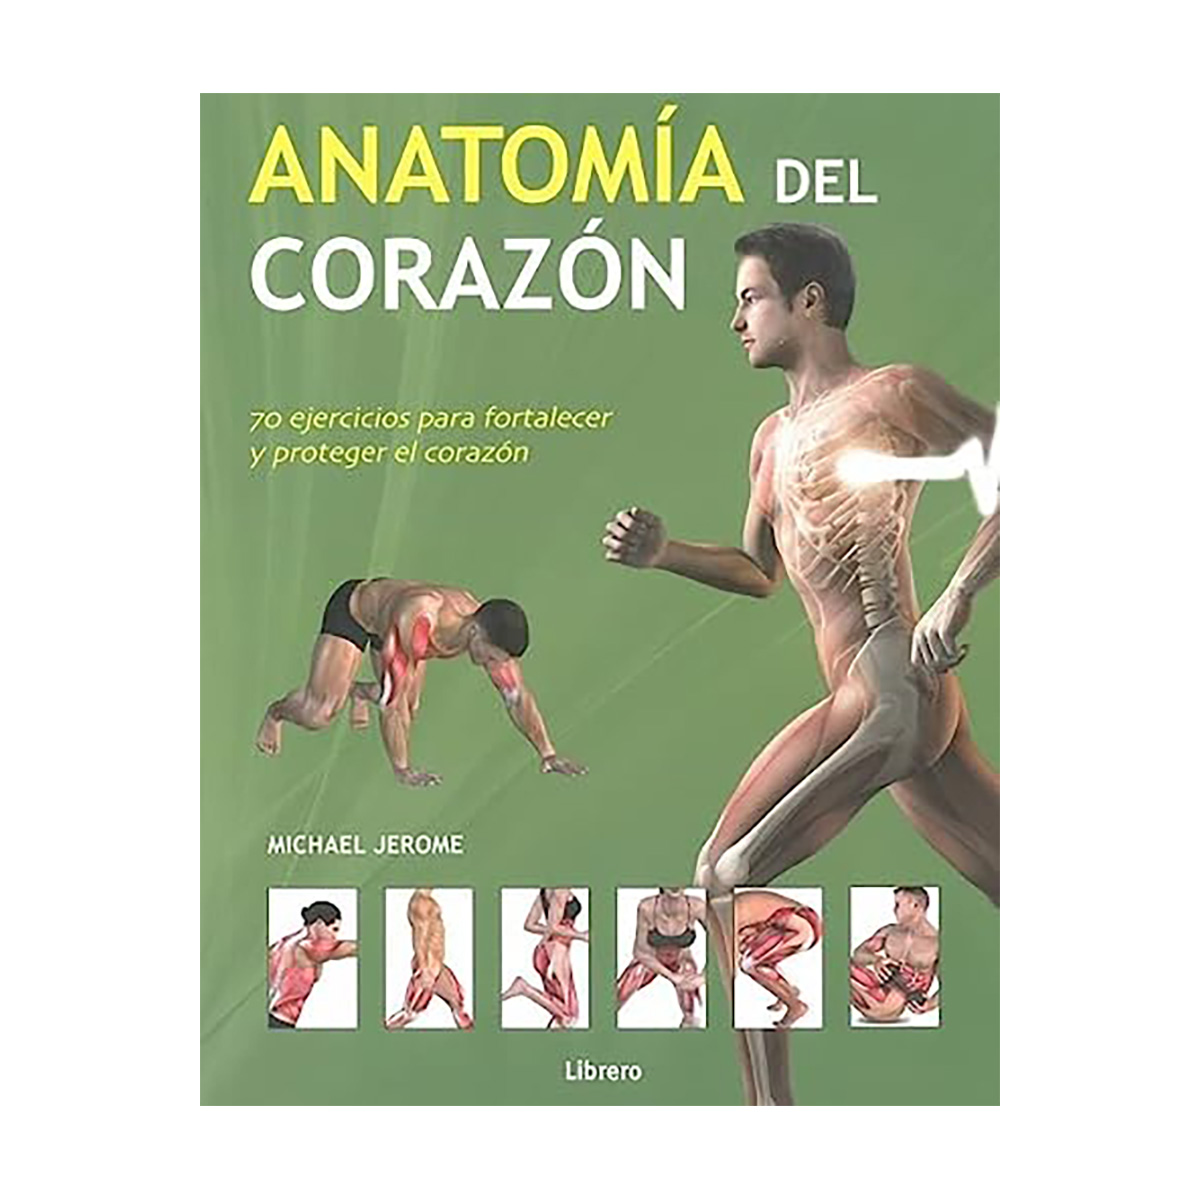 ANATOMÍA DEL
CORAZÓN
70 ejercicios para fortalecer
y proteger el corazón
MICHAEL JEROME
Librero